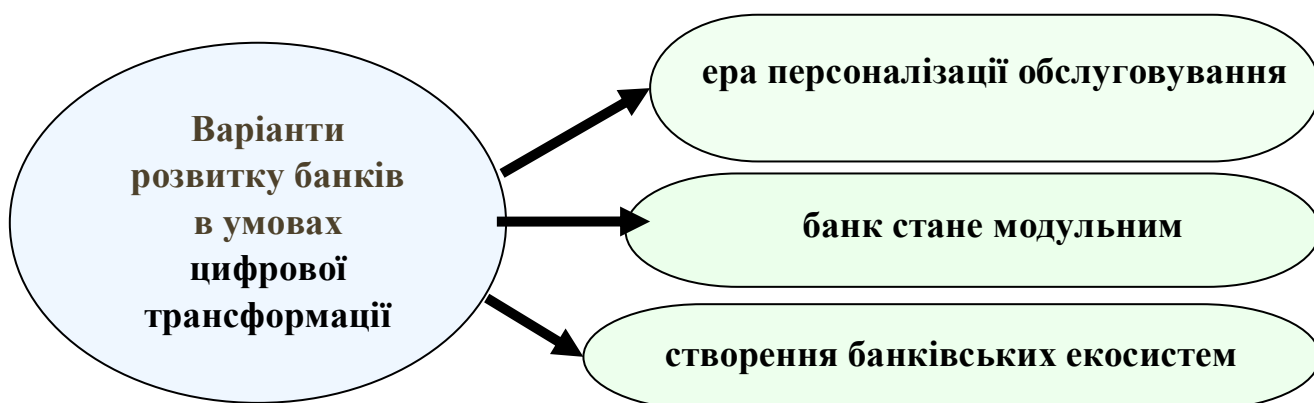 Варіанти
розвитку банків
в умовах
цифрової
трансформації
ера персоналізації обслуговування
банк стане модульним
створення банківських екосистем